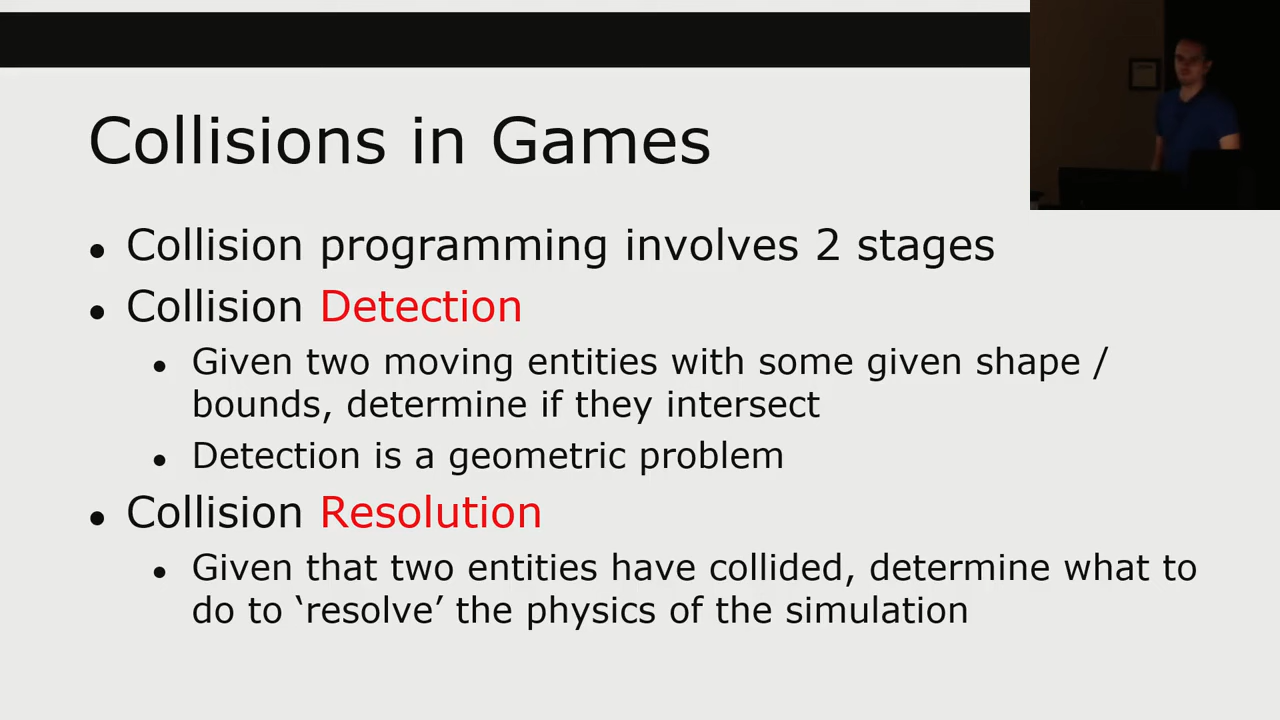 Collisions in Games
• Collision programming involves 2 stages
• Collision Detection
• Given two moving entities with some given shape /
bounds, determine if they intersect
• Detection is a geometric problem
• Collision Resolution
• Given that two entities have collided, determine what to
do to ‘resolve’ the physics of the simulation